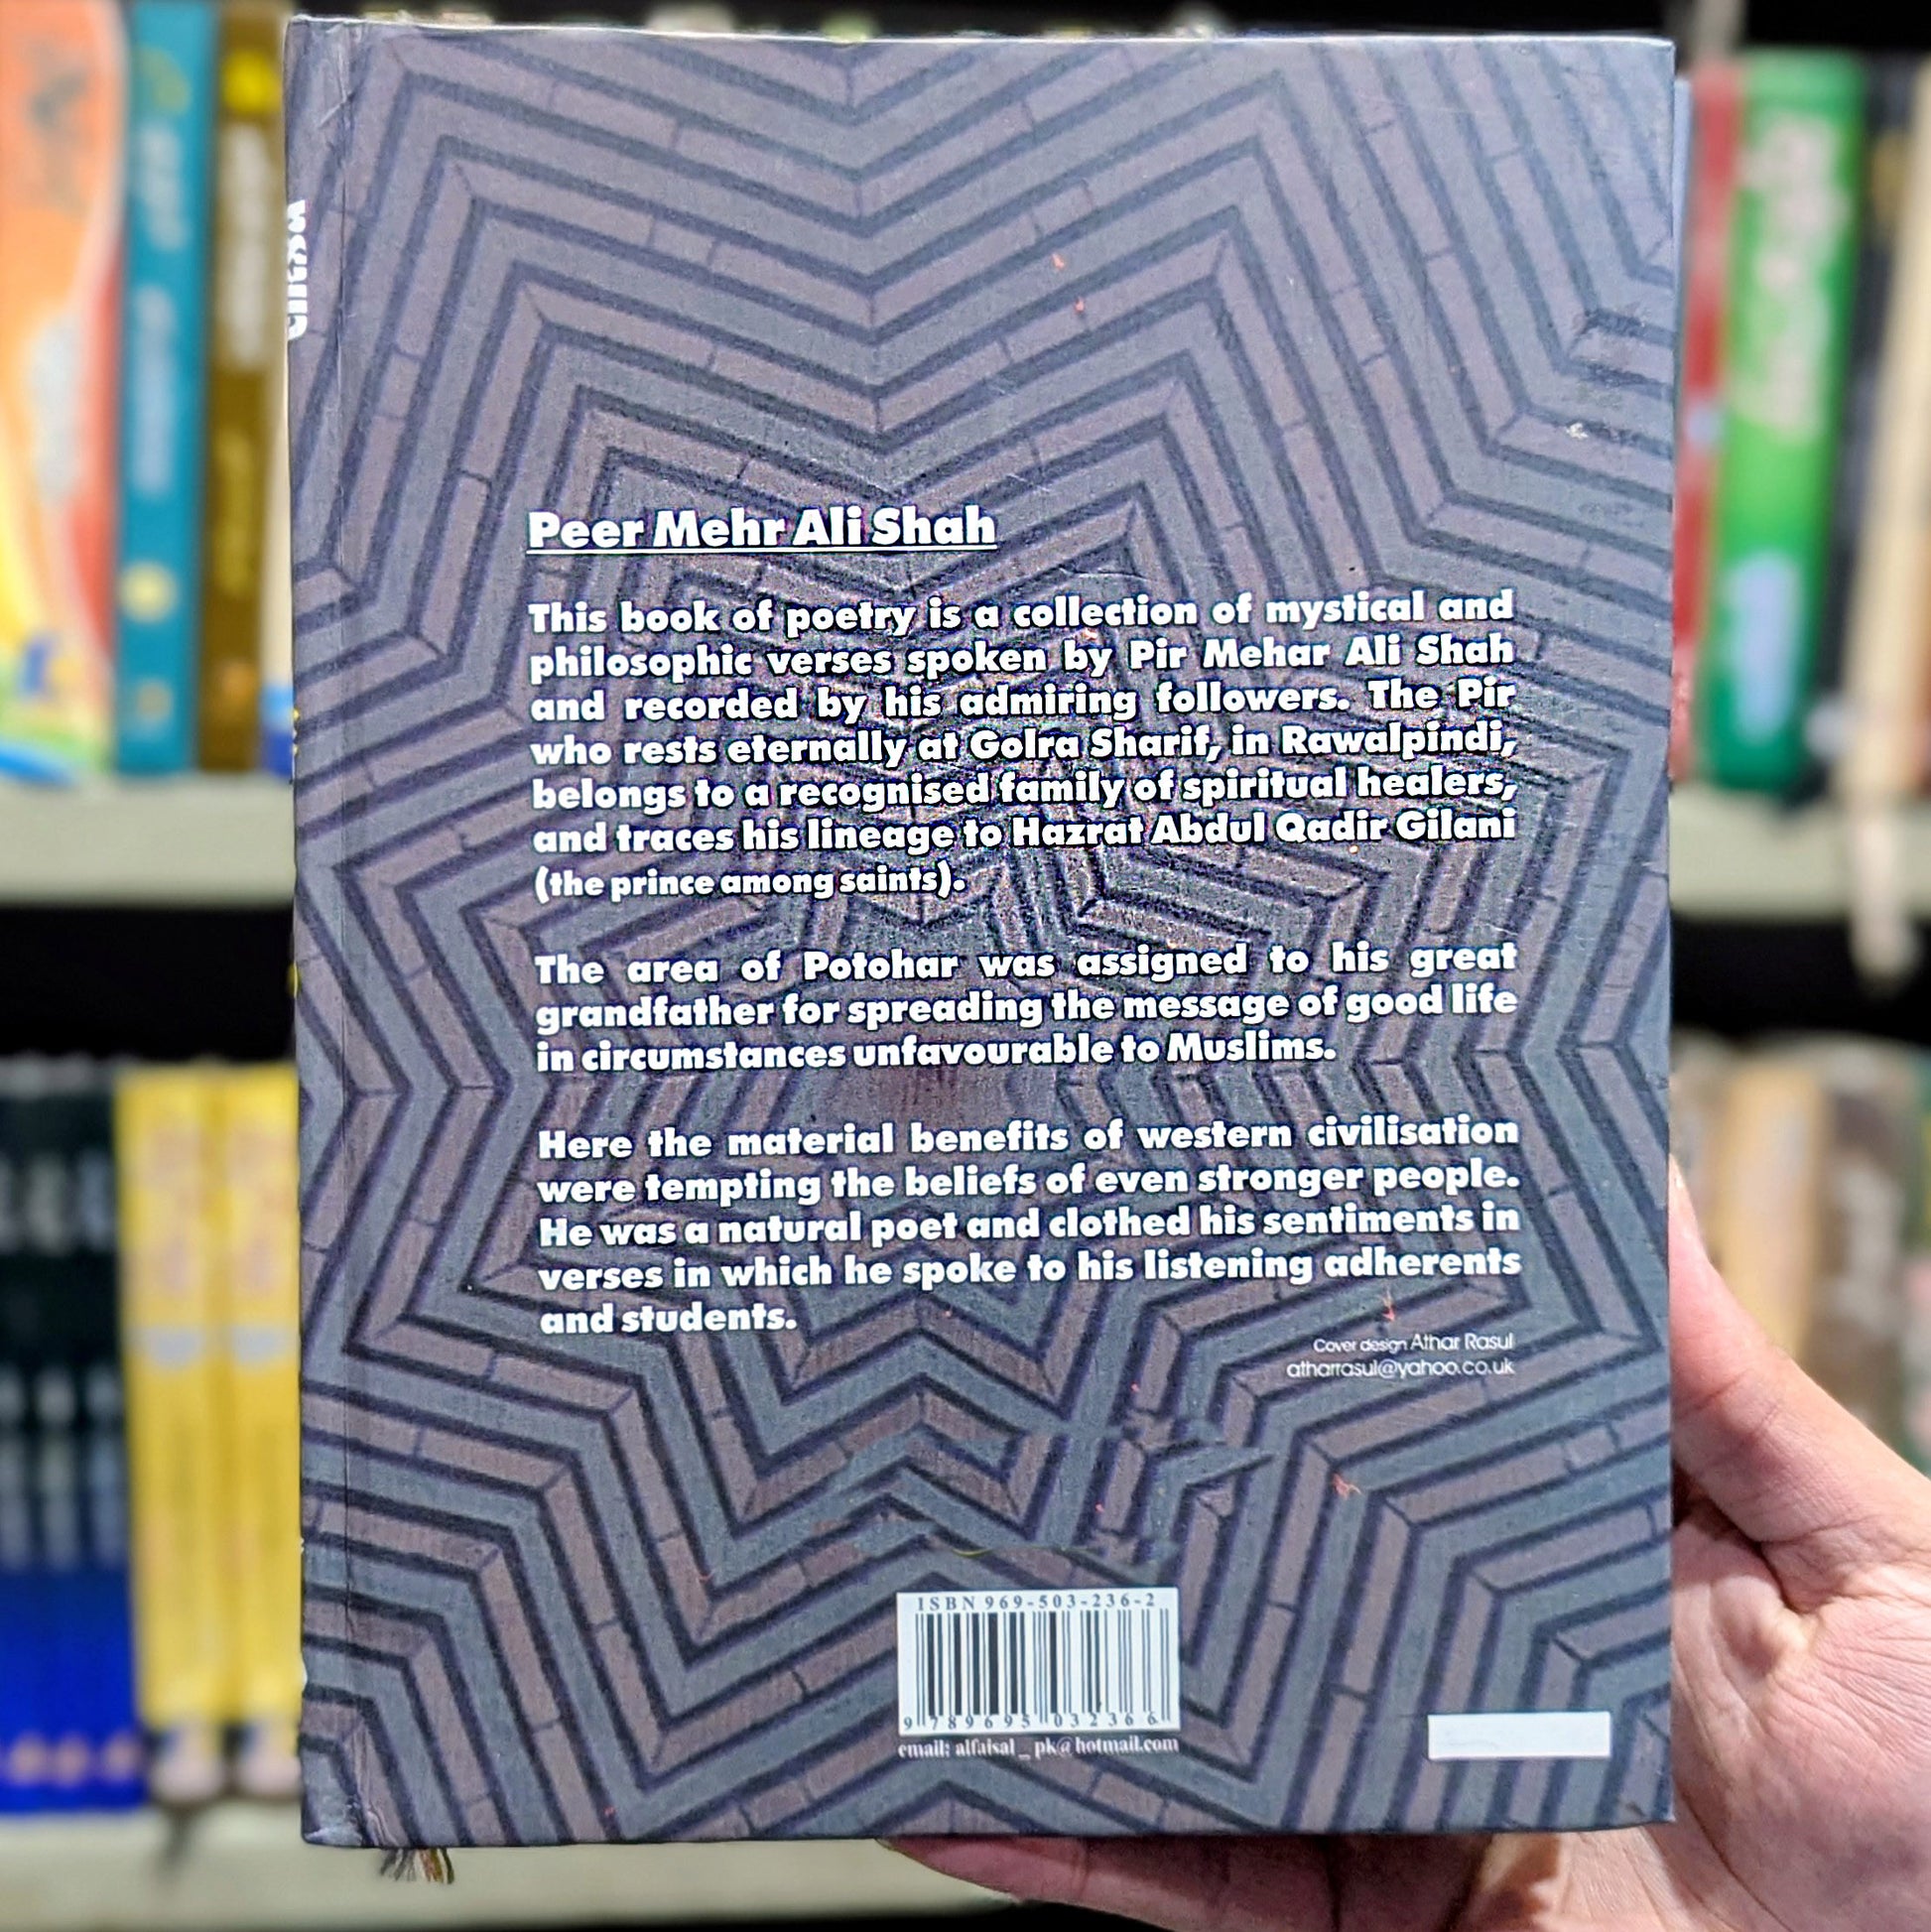 Peer Mehr Ali Shah
This book of poetry is a collection of mystical and
philosophic verses spoken by Pir Mehar Ali Shah
and recorded by his admiring followers. The Pir
who rests eternally at Golra Sharif, in Rawalpindi,
belongs to a recognised family of spiritual healers,
and traces his lineage to Hazrat Abdul Qadir Gilani
(the prince among saints).
The area of Potohar was assigned to his great
grandfather for spreading the message of good life
in circumstances unfavourable to Muslims.
Here the material benefits of western civilisation
were tempting the beliefs of even stronger people.
He was a natural poet and clothed his sentiments in
verses in which he spoke to his listening adherents
and students.
Cover design Athar Rasul
atharrasul@yahoo.co.uk
ISBN 969-503-236-2
9 789695 032366
email: alfaisal_pk@hotmail.com